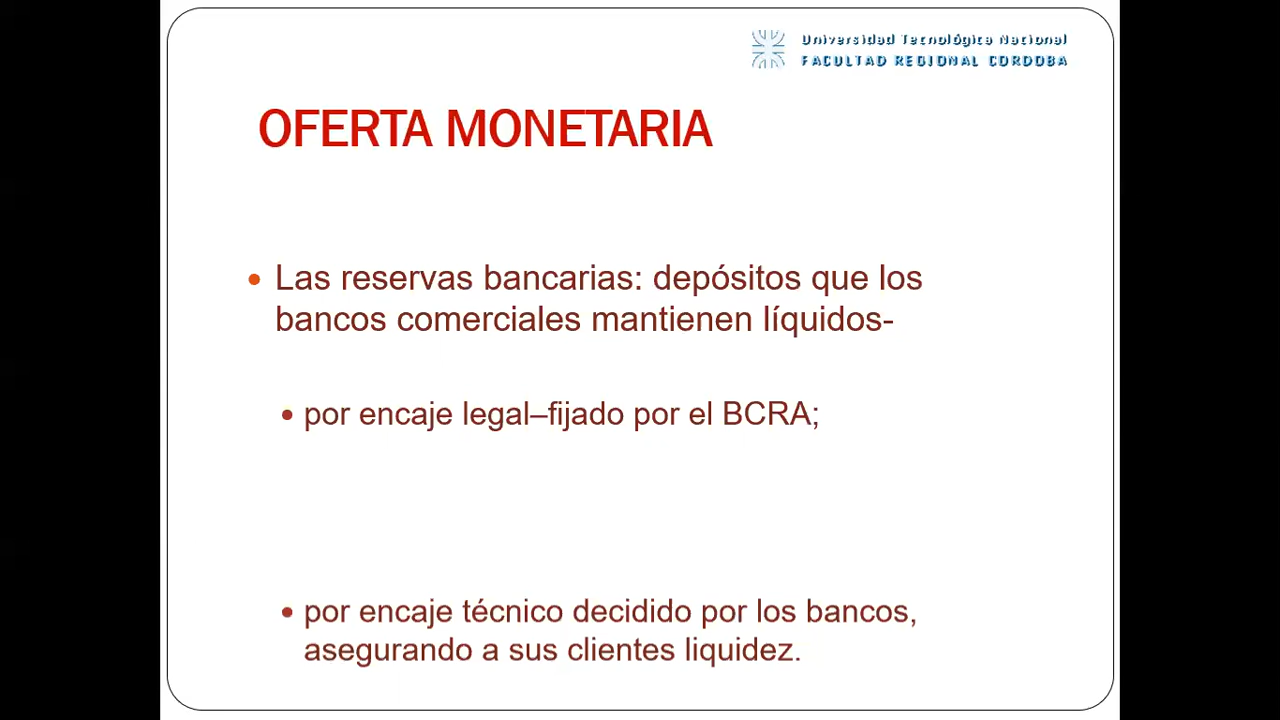 Universidad Tecnológica Nacional
FACULTAD REGIONAL CORDOBA
OFERTA MONETARIA
• Las reservas bancarias: depósitos que los
bancos comerciales mantienen líquidos-
• por encaje legal–fijado por el BCRA;
• por encaje técnico decidido por los bancos,
asegurando a sus clientes liquidez.